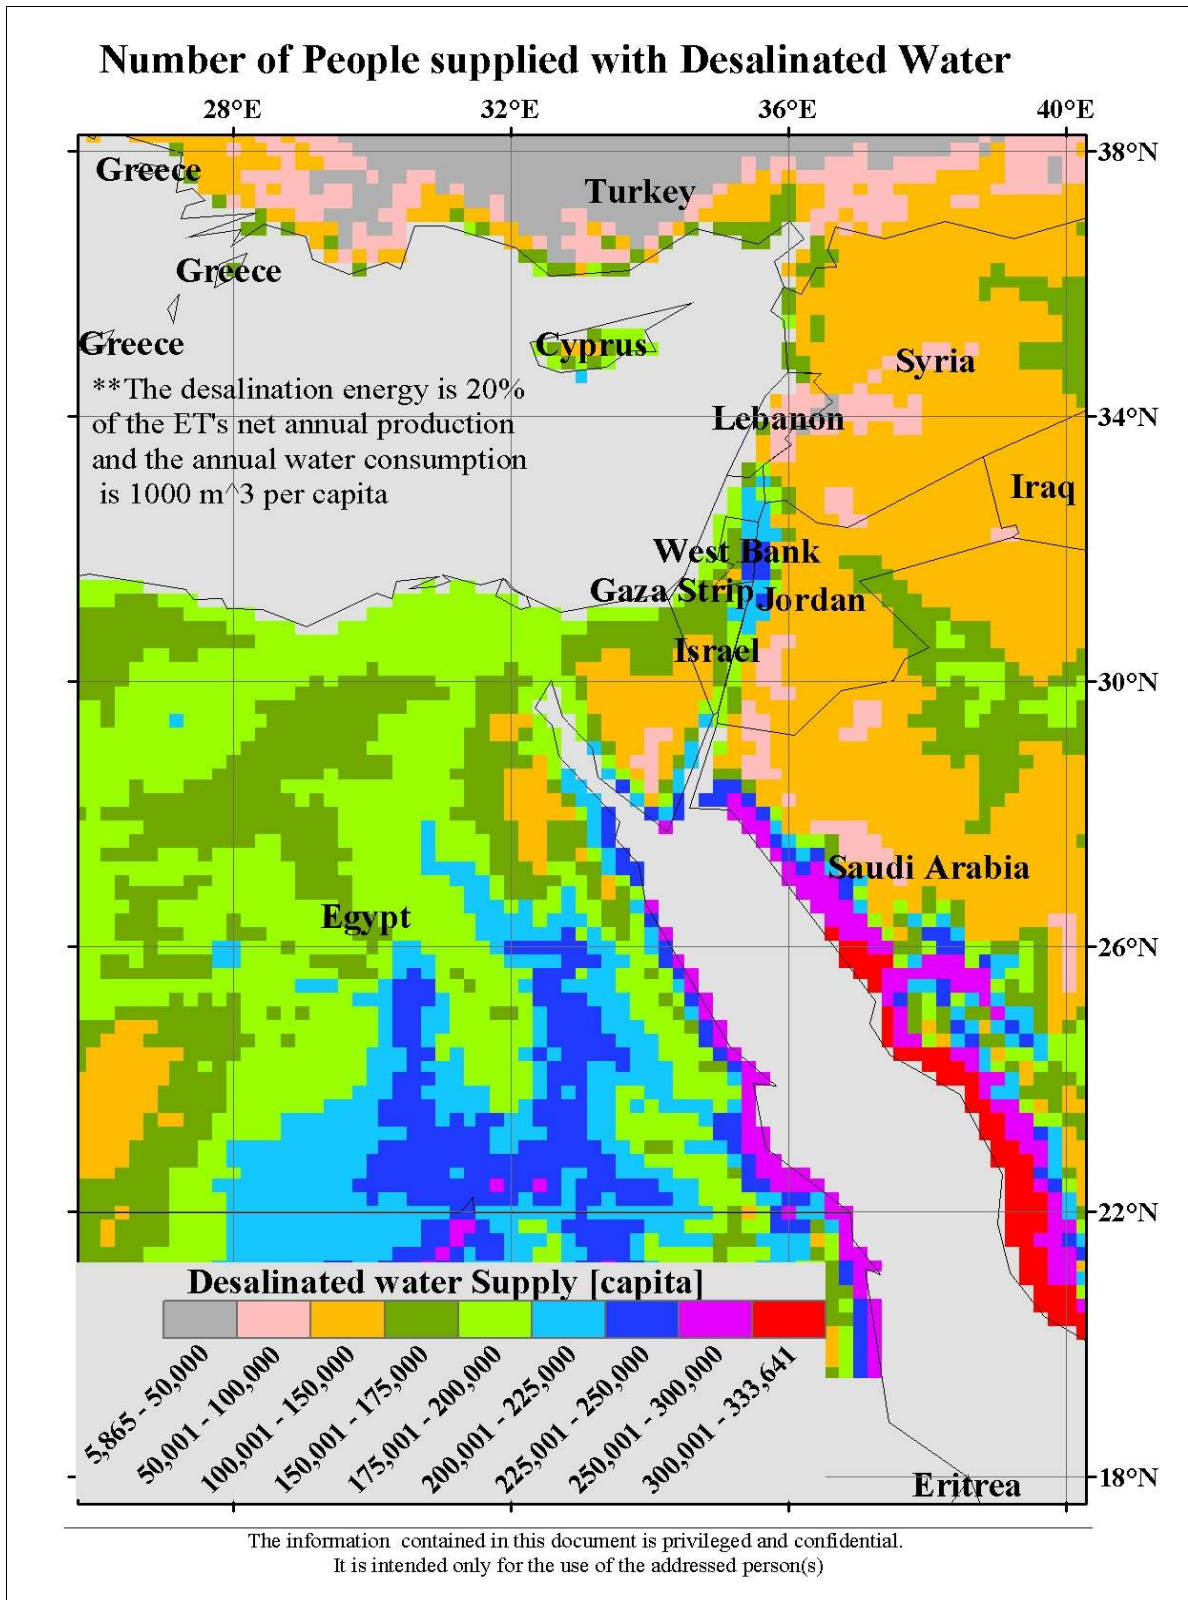 Number of People supplied with Desalinated Water
28°E 32°E 36°E 40°E
38°N
Greece
Turkey
Greece
Greece
Cyprus
Syria
**The desalination energy is 20%
of the ET's net annual production
and the annual water consumption
is 1000 m^3 per capita
34°N
Lebanon
Iraq
West Bank
Gaza Strip
Jordan
Israel
30°N
Saudi Arabia
Egypt
26°N
22°N
Desalinated water Supply [capita]
5,865 - 50,000
50,001 - 100,000
100,001 - 150,000
150,001 - 175,000
175,001 - 200,000
200,001 - 225,000
225,001 - 250,000
250,001 - 300,000
300,001 - 333,641
18°N
Eritrea
The information contained in this document is privileged and confidential.
It is intended only for the use of the addressed person(s)